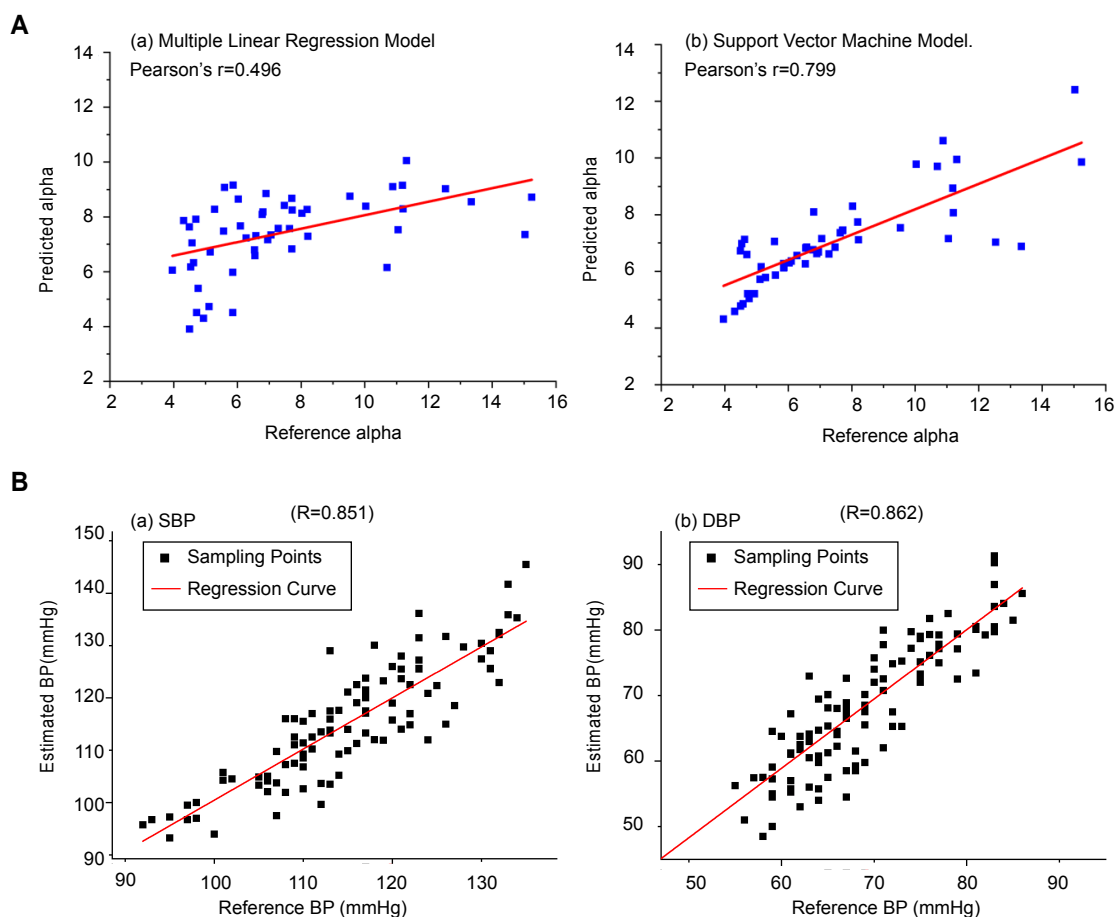 A
(a) Multiple Linear Regression Model
Pearson's r=0.496
14
12
10
8
6
4
2
2
4
6
8
10
12
14
16
Predicted alpha
Reference alpha
(b) Support Vector Machine Model.
Pearson's r=0.799
14
12
10
8
6
4
2
2
4
6
8
10
12
14
16
Predicted alpha
Reference alpha
B
(a) SBP
(R=0.851)
Sampling Points
Regression Curve
150
140
130
120
110
100
90
90
100
110
120
130
Estimated BP(mmHg)
Reference BP (mmHg)
(b) DBP
(R=0.862)
Sampling Points
Regression Curve
90
80
70
60
50
50
60
70
80
90
Estimated BP(mmHg)
Reference BP (mmHg)